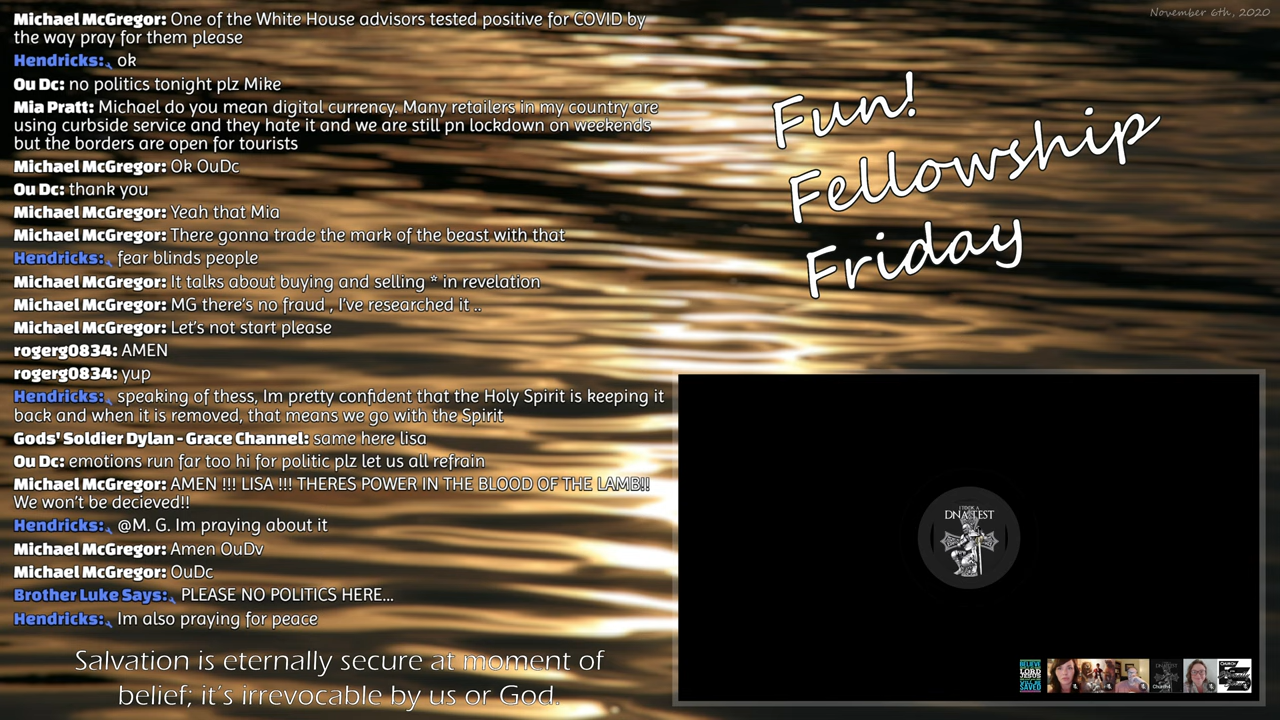 November 6th, 2020
Michael McGregor: One of the White House advisors tested positive for COVID by
the way pray for them please
Hendricks: ok
Ou Dc: no politics tonight plz Mike
Mia Pratt: Michael do you mean digital currency. Many retailers in my country are
using curbside service and they hate it and we are still pn lockdown on weekends
but the borders are open for tourists
Michael McGregor: Ok OuDc
Ou Dc: thank you
Michael McGregor: Yeah that Mia
Michael McGregor: There gonna trade the mark of the beast with that
Hendricks: fear blinds people
Michael McGregor: It talks about buying and selling * in revelation
Michael McGregor: MG there's no fraud , I've researched it ..
Michael McGregor: Let's not start please
rogerg0834: AMEN
rogerg0834: yup
Hendricks: speaking of thess, Im pretty confident that the Holy Spirit is keeping it
back and when it is removed, that means we go with the Spirit
Gods' Soldier Dylan - Grace Channel: same here lisa
Ou Dc: emotions run far too hi for politic plz let us all refrain
Michael McGregor: AMEN !!! LISA !!! THERES POWER IN THE BLOOD OF THE LAMB!!
We won't be decieved!!
Hendricks: @M. G. Im praying about it
Michael McGregor: Amen OuDv
Michael McGregor: OuDc
Brother Luke Says: PLEASE NO POLITICS HERE...
Hendricks: Im also praying for peace
Salvation is eternally secure at moment of
belief; it's irrevocable by us or God.
Fun!
Fellowship
Friday
I TOOK A
DNA TEST
BELIEVE
LORD
JESUS
SAVED